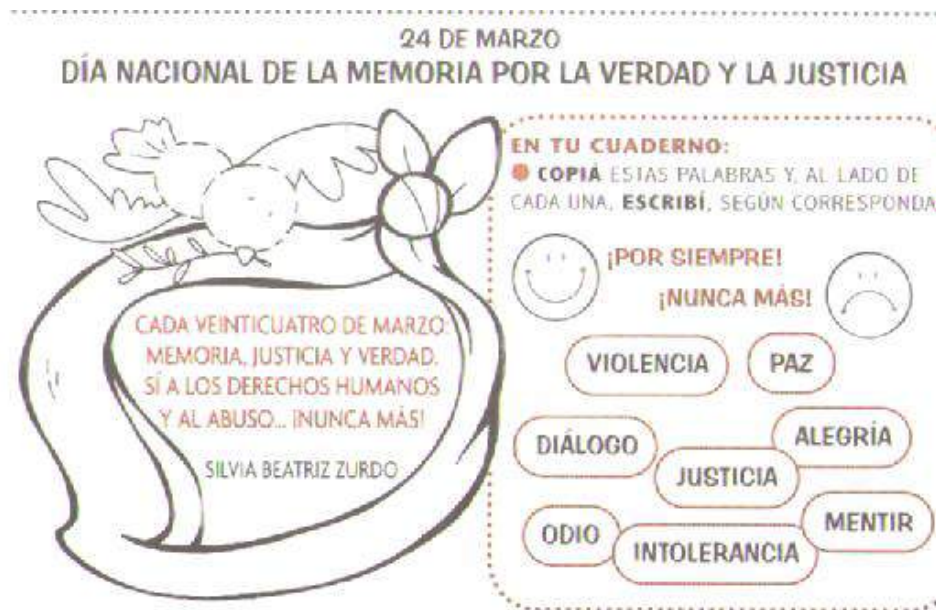 24 DE MARZO
DÍA NACIONAL DE LA MEMORIA POR LA VERDAD Y LA JUSTICIA
CADA VEINTICUATRO DE MARZO:
MEMORIA, JUSTICIA Y VERDAD.
SÍ A LOS DERECHOS HUMANOS
Y AL ABUSO... ¡NUNCA MÁS!
SILVIA BEATRIZ ZURDO
EN TU CUADERNO:
COPIÁ ESTAS PALABRAS Y, AL LADO DE
CADA UNA, ESCRIBÍ, SEGÚN CORRESPONDA
¡POR SIEMPRE!
¡NUNCA MÁS!
VIOLENCIA
PAZ
DIÁLOGO
ALEGRÍA
JUSTICIA
ODIO
MENTIR
INTOLERANCIA